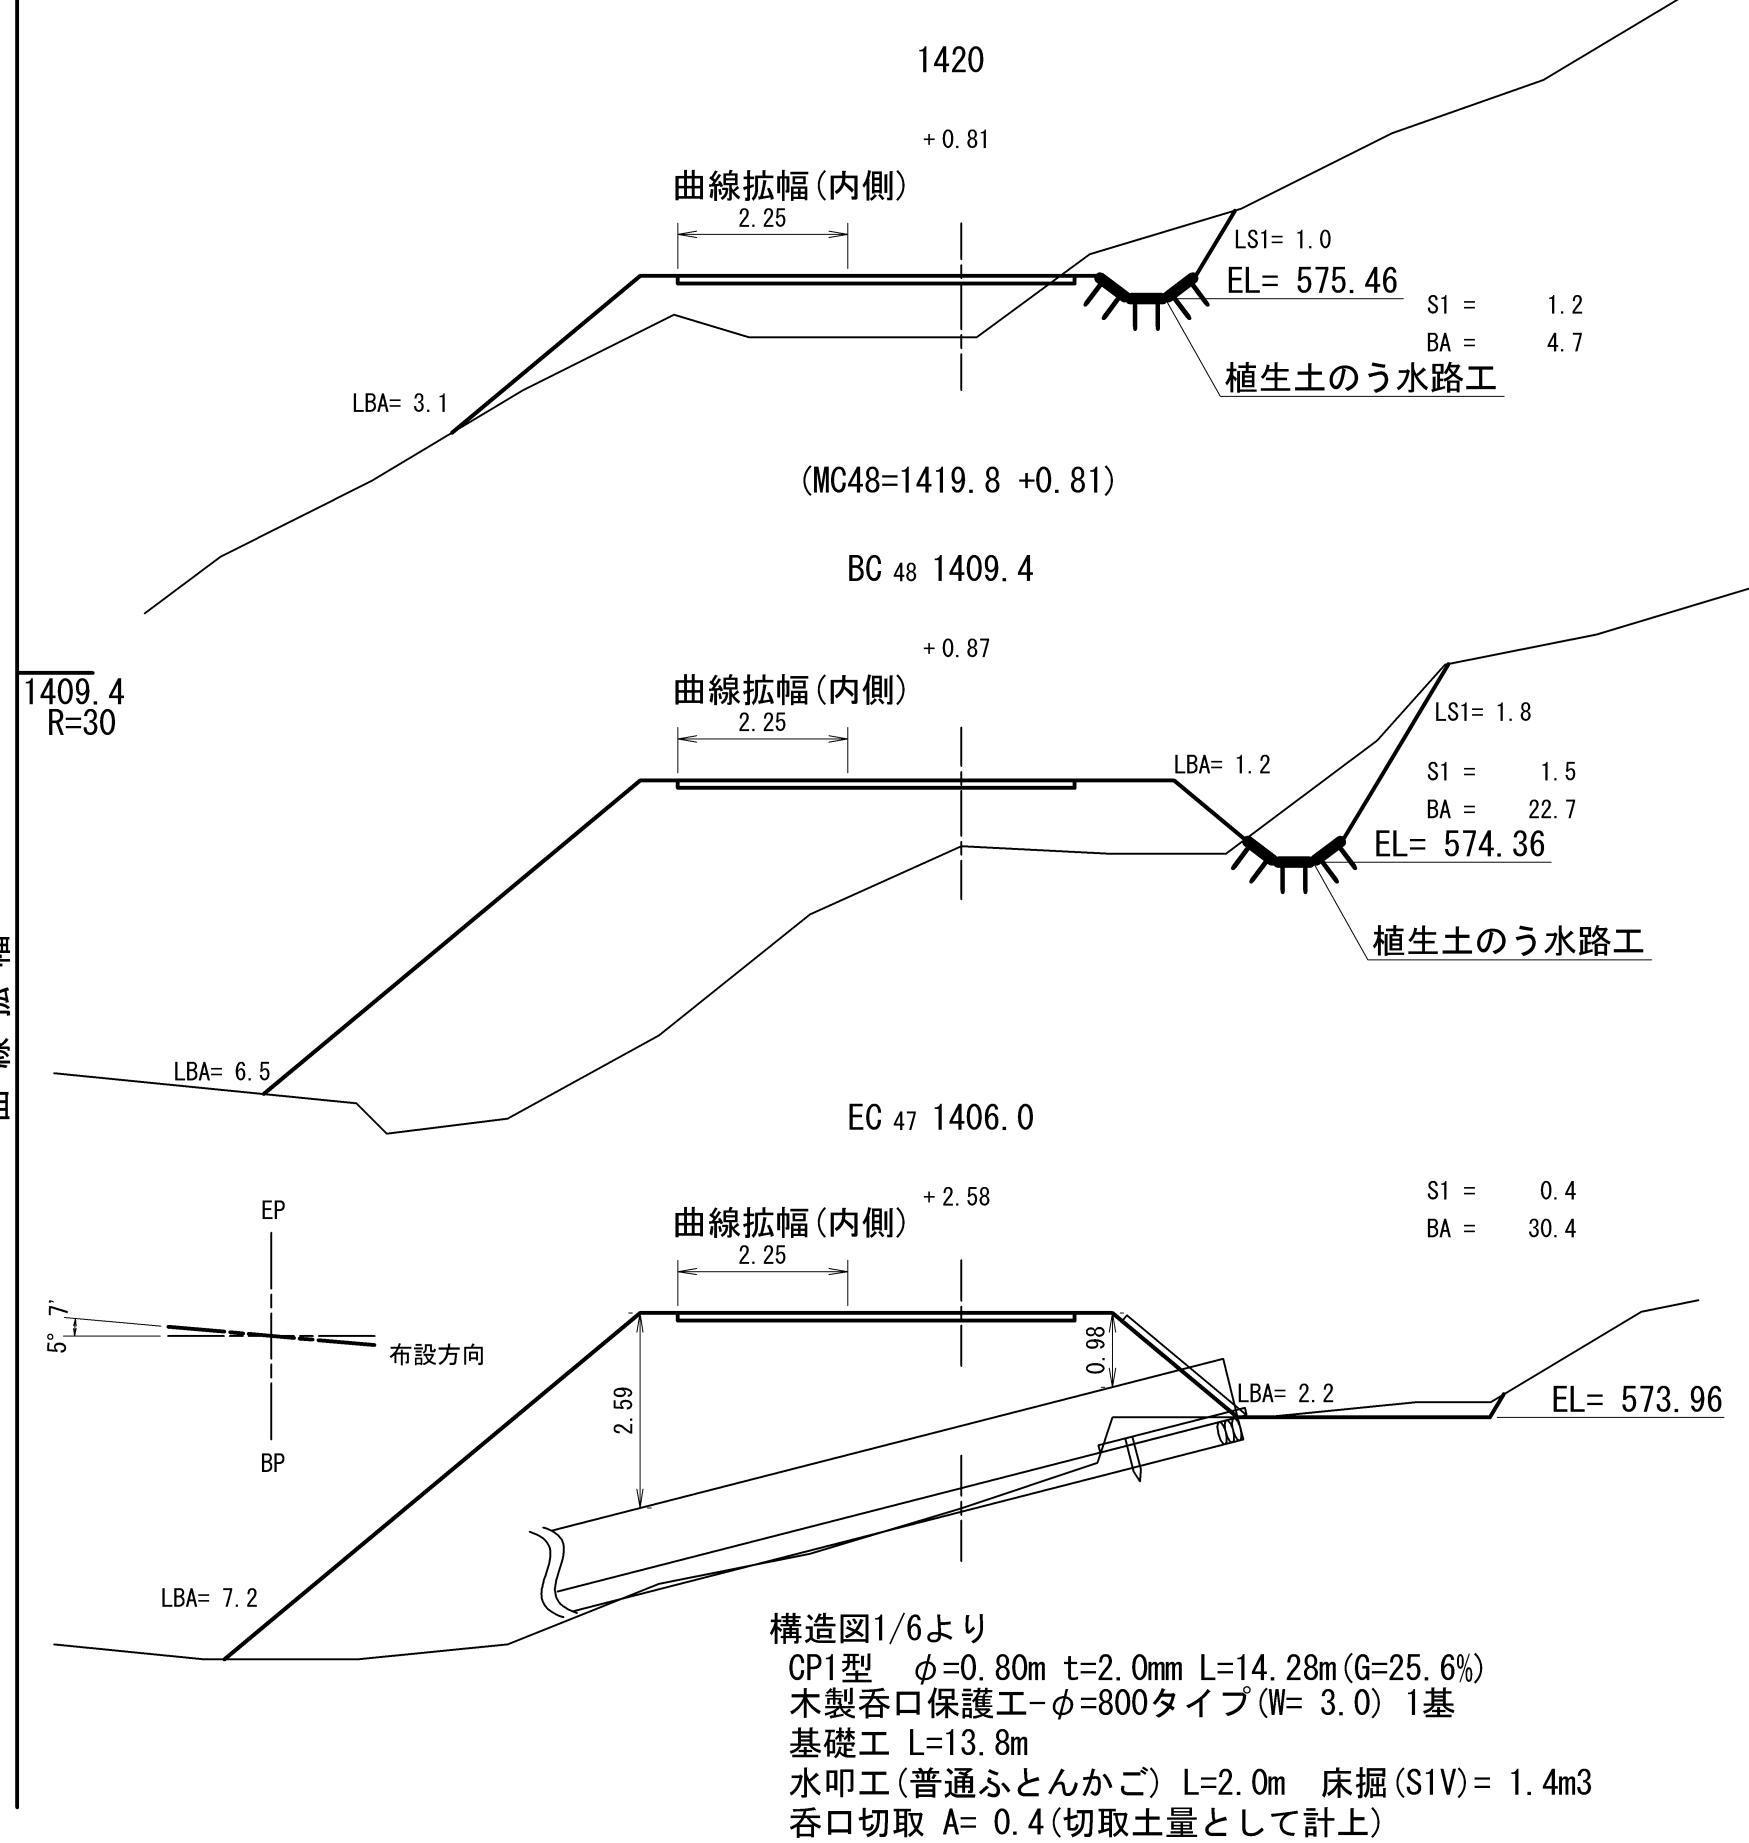 1420
+0.81
曲線拡幅(内側)
2.25
LS1= 1.0
EL= 575.46
S1 = 1.2
BA = 4.7
植生土のう水路工
LBA= 3.1
(MC48=1419.8 +0.81)
BC 48 1409.4
+0.87
1409.4
R=30
曲線拡幅(内側)
2.25
LS1= 1.8
LBA= 1.2
S1 = 1.5
BA = 22.7
EL= 574.36
植生土のう水路工
曲線拡幅
LBA= 6.5
EC 47 1406.0
+2.58
S1 = 0.4
BA = 30.4
曲線拡幅(内側)
2.25
EP
5° 7'
布設方向
BP
2.59
0.98
LBA= 2.2
EL= 573.96
LBA= 7.2
構造図1/6より
CP1型 φ=0.80m t=2.0mm L=14.28m(G=25.6%)
木製呑口保護工-φ=800タイプ(W= 3.0) 1基
基礎工 L=13.8m
水叩工(普通ふとんかご) L=2.0m 床掘(S1V)= 1.4m3
呑口切取 A= 0.4(切取土量として計上)